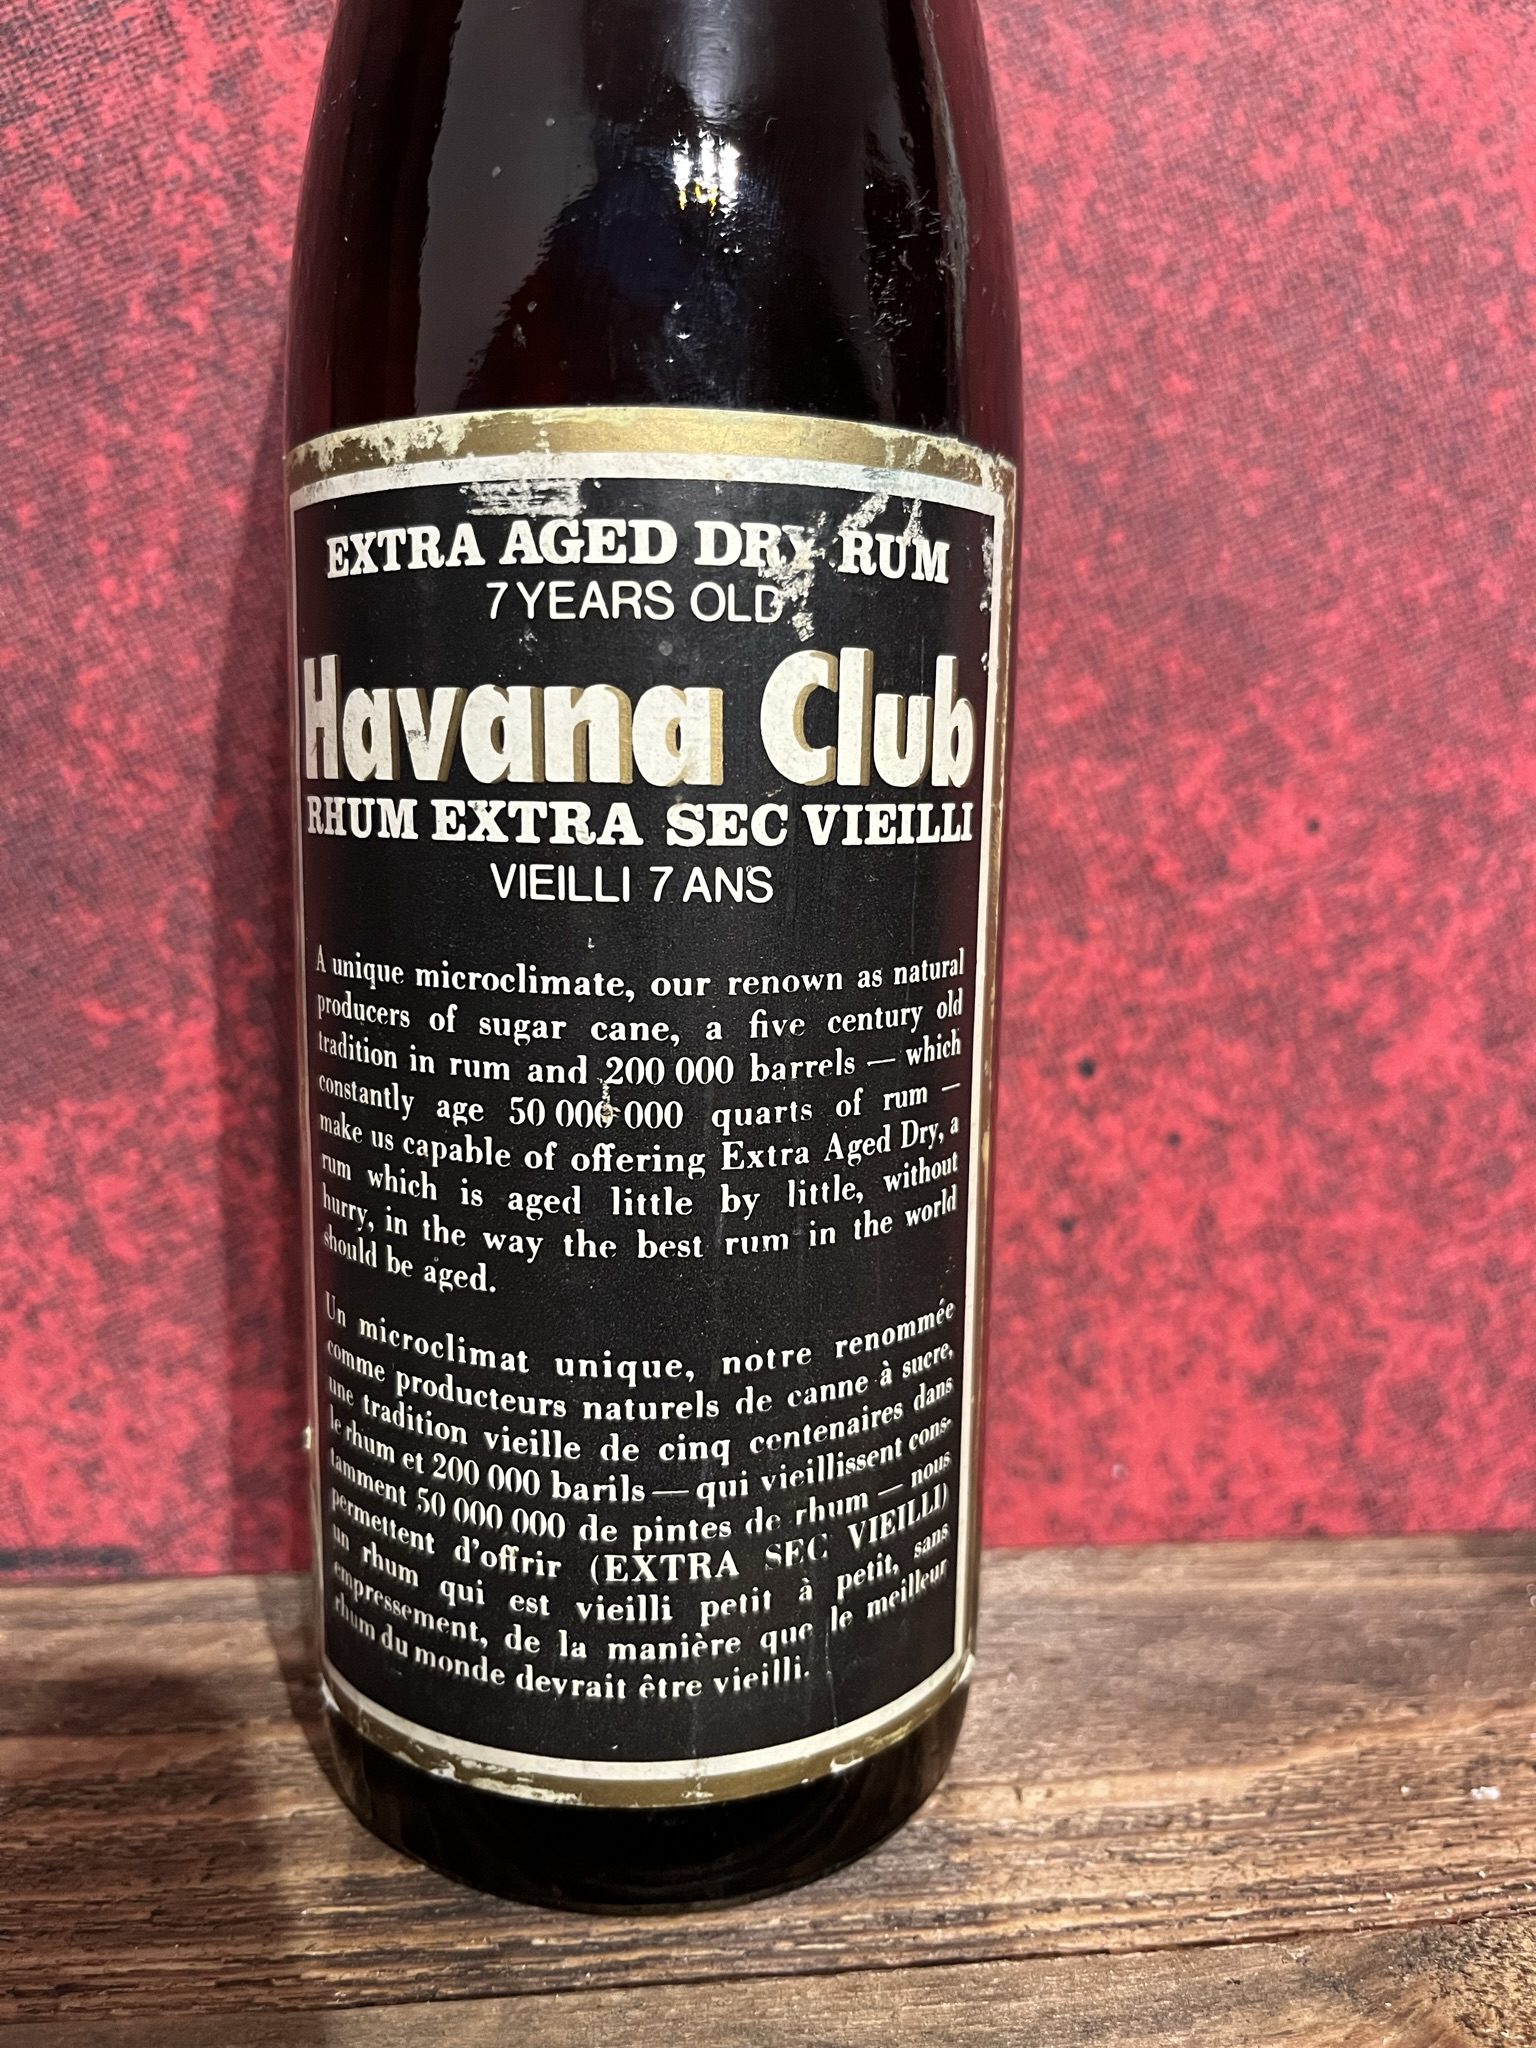 EXTRA AGED DRY RUM
7 YEARS OLD
Havana Club
RHUM EXTRA SEC VIEILLI
VIEILLI 7 ANS
A unique microclimate, our renown as natural
producers of sugar cane, a five century old
tradition in rum and 200 000 barrels — which
constantly age 50 000 000 quarts of rum —
make us capable of offering Extra Aged Dry, a
rum which is aged little by little, without
hurry, in the way the best rum in the world
should be aged.
Un microclimat unique, notre renommée
comme producteurs naturels de canne à sucre,
une tradition vieille de cinq centenaires dans
le rhum et 200 000 barils — qui vieillissent cons-
tamment 50 000 000 de pintes de rhum — nous
permettent d'offrir (EXTRA SEC VIEILLI)
un rhum qui est vieilli petit à petit, sans
empressement, de la manière que le meilleur
rhum du monde devrait être vieilli.